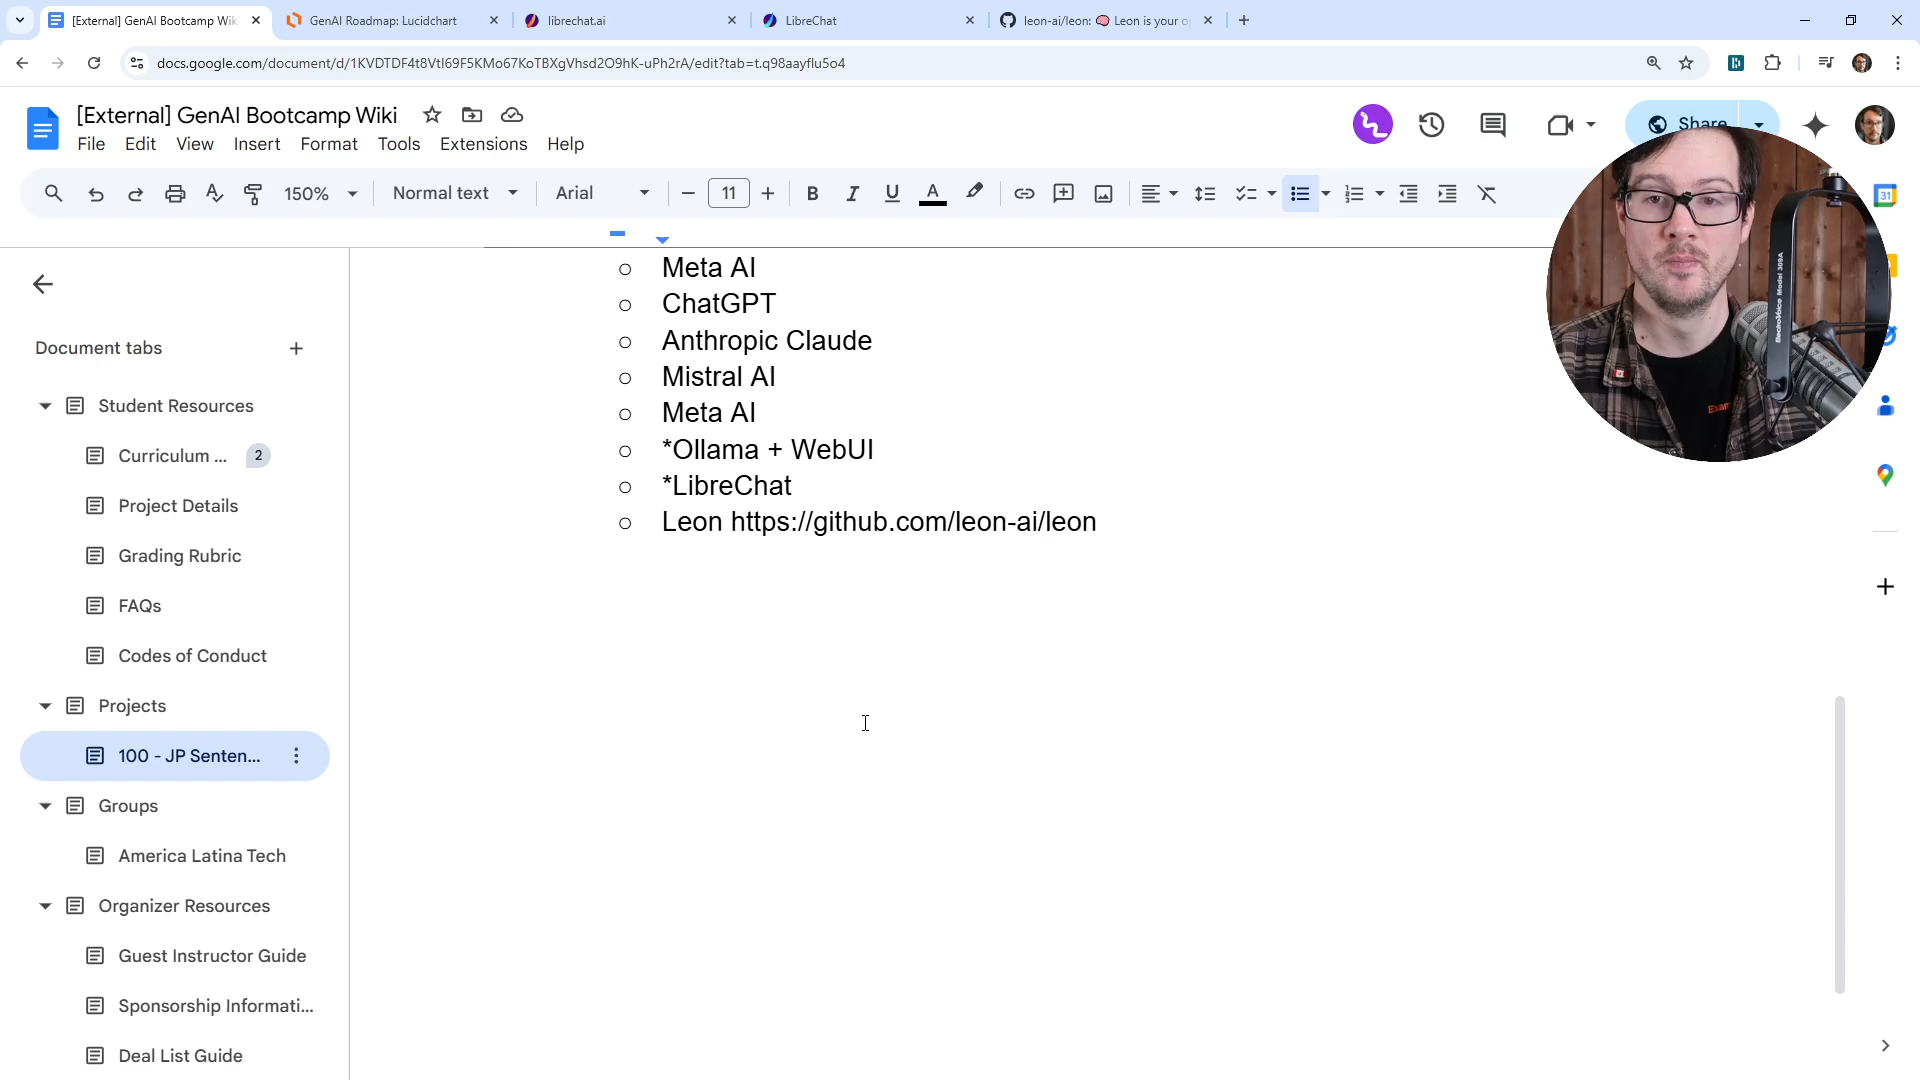 [External] GenAI Bootcamp Wik
GenAI Roadmap: Lucidchart
librechat.ai
LibreChat
leon-ai/leon: 🧠 Leon is your o
docs.google.com/document/d/1KVDTDF4t8Vtl69F5KMo67KoTBXgVhsd2O9hK-uPh2rA/edit?tab=t.q98aayflu5o4
[External] GenAI Bootcamp Wiki
Share
File Edit View Insert Format Tools Extensions Help
150% Normal text Arial 11
Document tabs
Student Resources
Curriculum ... 2
Project Details
Grading Rubric
FAQs
Codes of Conduct
Projects
100 - JP Senten...
Groups
America Latina Tech
Organizer Resources
Guest Instructor Guide
Sponsorship Informati...
Deal List Guide
Meta AI
ChatGPT
Anthropic Claude
Mistral AI
Meta AI
*Ollama + WebUI
*LibreChat
Leon https://github.com/leon-ai/leon
31